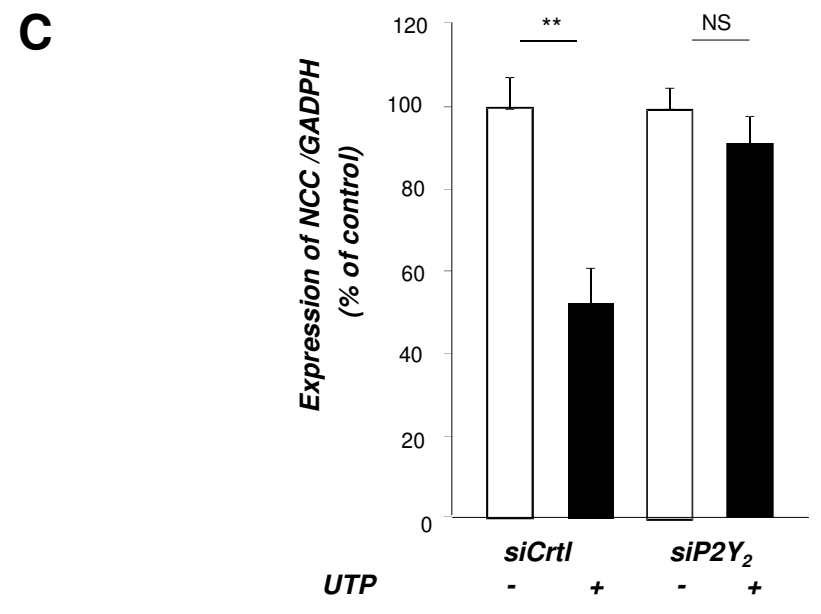 C
Expression of NCC /GADPH
(% of control)
120
100
80
60
40
20
0
**
NS
siCrtl
siP2Y₂
UTP - + - +